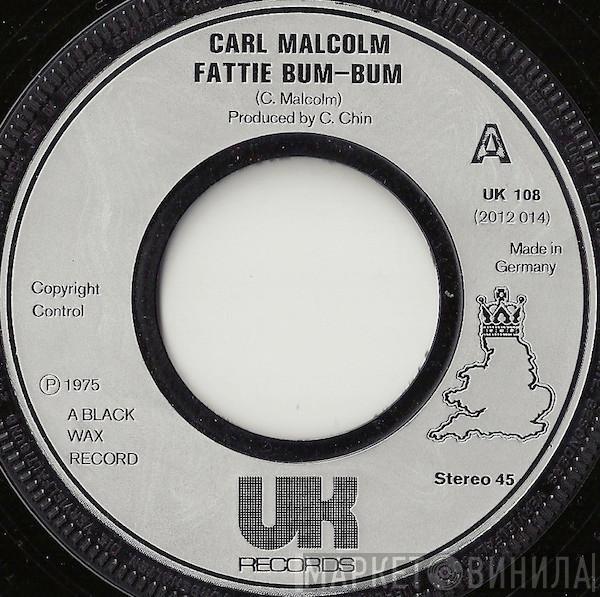 CARL MALCOLM
FATTIE BUM-BUM
(C. Malcolm)
Produced by C. Chin
A
UK 108
(2012 014)
Made in
Germany
Copyright
Control
Ⓟ 1975
A BLACK
WAX
RECORD
Stereo 45
UK
RECORDS
МАРКЕТ ВИНИЛА